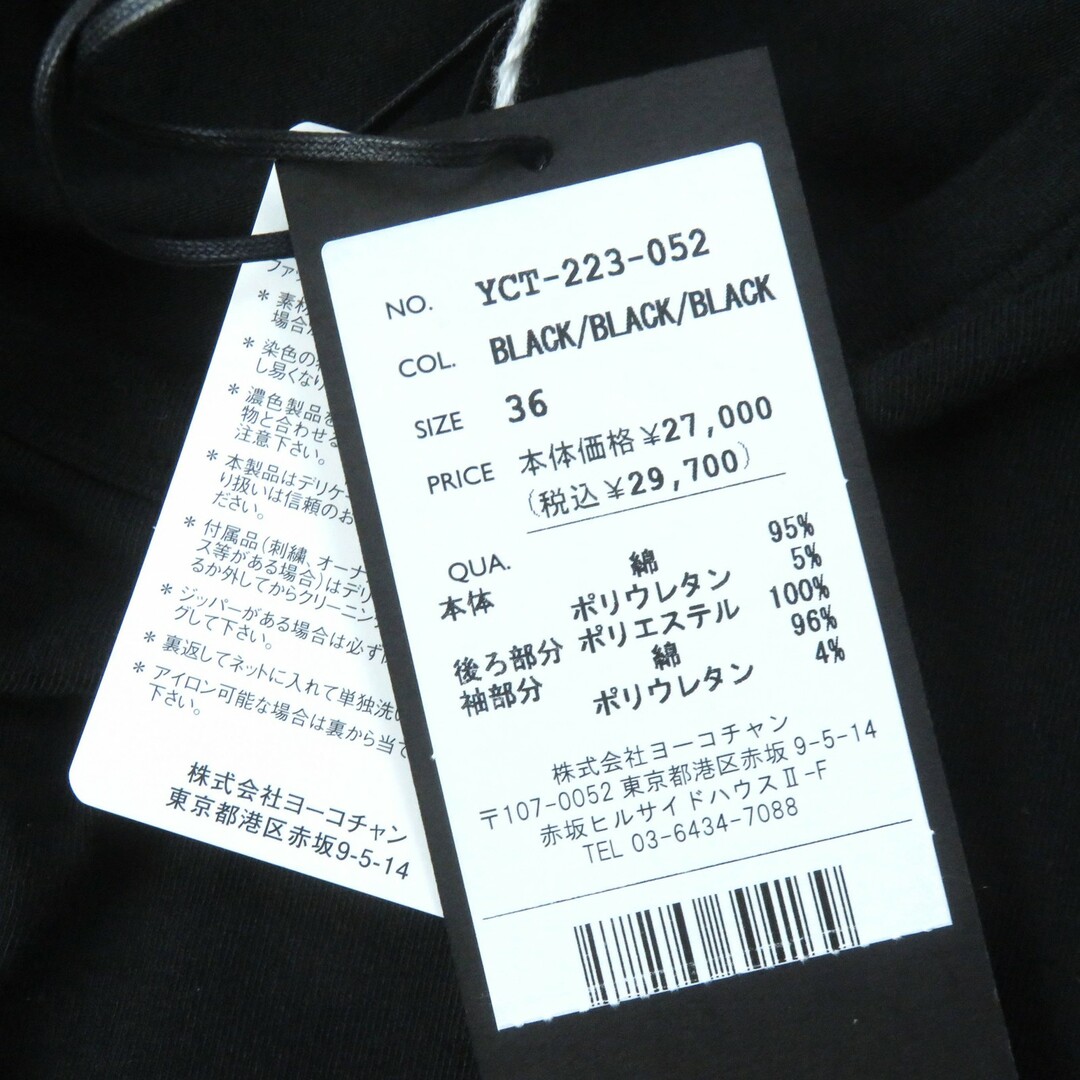 NO. YCT-223-052
COL. BLACK/BLACK/BLACK
SIZE 36
PRICE 本体価格¥27,000
(税込¥29,700)
QUA.
本体 綿 95%
ポリウレタン 5%
後ろ部分 ポリエステル 100%
袖部分 綿 96%
ポリウレタン 4%
株式会社ヨーコチャン
〒107-0052 東京都港区赤坂 9-5-14
赤坂ヒルサイドハウスⅡ-F
TEL 03-6434-7088
ファッ
* 素材
場合
* 染色の
し易くなり
* 濃色製品を
物と合わせる
注意下さい。
* 本製品はデリケ
り扱いは信頼のお
ださい。
* 付属品(刺繍、オーナ
ス等がある場合)はデリ
るか外してからクリーニン
* ジッパーがある場合は必ず
グして下さい。
* 裏返してネットに入れて単独洗い
* アイロン可能な場合は裏から当て
下さい。
株式会社ヨーコチャン
東京都港区赤坂9-5-14